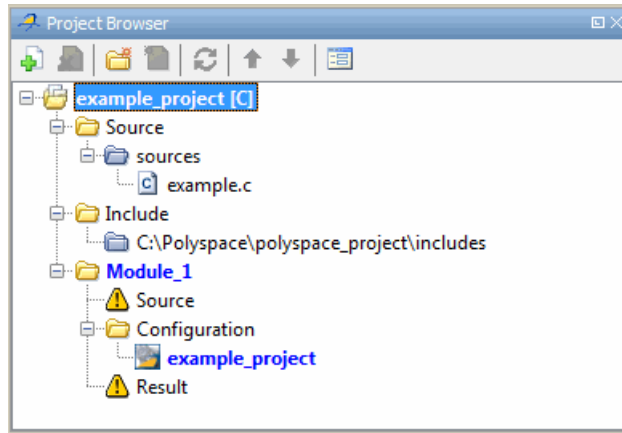 Project Browser
example_project [C]
Source
sources
example.c
Include
C:\Polyspace\polyspace_project\includes
Module_1
Source
Configuration
example_project
Result